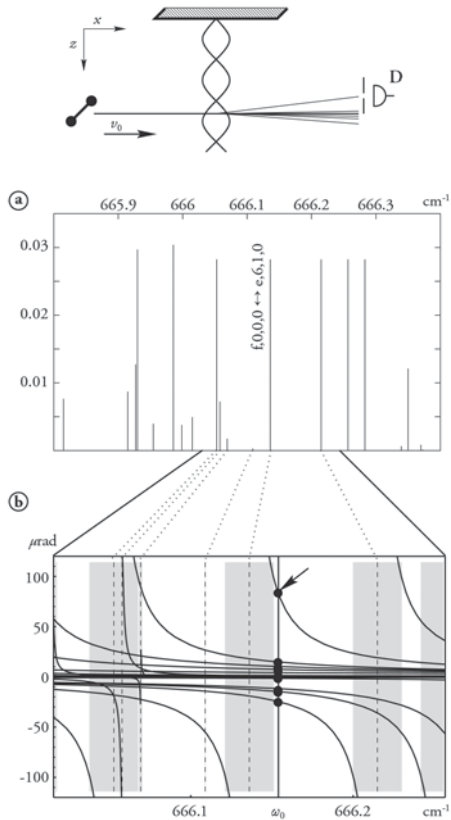 x
z
D
v₀
a
665.9 666 666.1 666.2 666.3 cm⁻¹
0.03
0.02
0.01
f,0,0,0 ↔ e,6,1,0
b
μrad
100
50
0
-50
-100
666.1 ω₀ 666.2 cm⁻¹